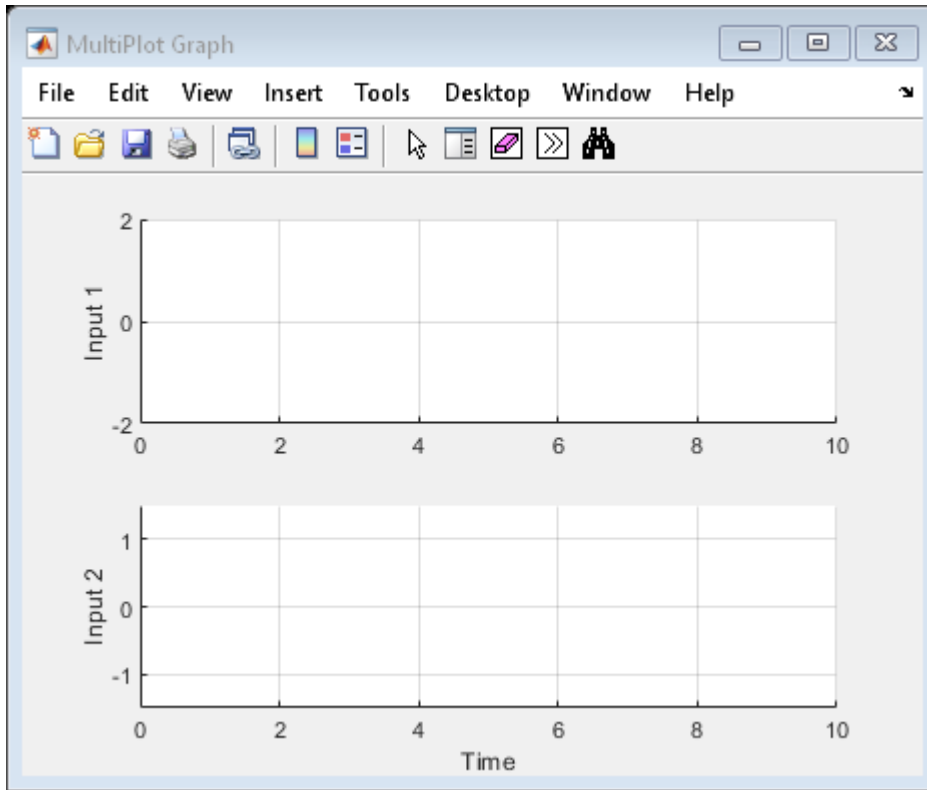 MultiPlot Graph
File Edit View Insert Tools Desktop Window Help
2
0
-2
Input 1
0 2 4 6 8 10
1
0
-1
Input 2
0 2 4 6 8 10
Time